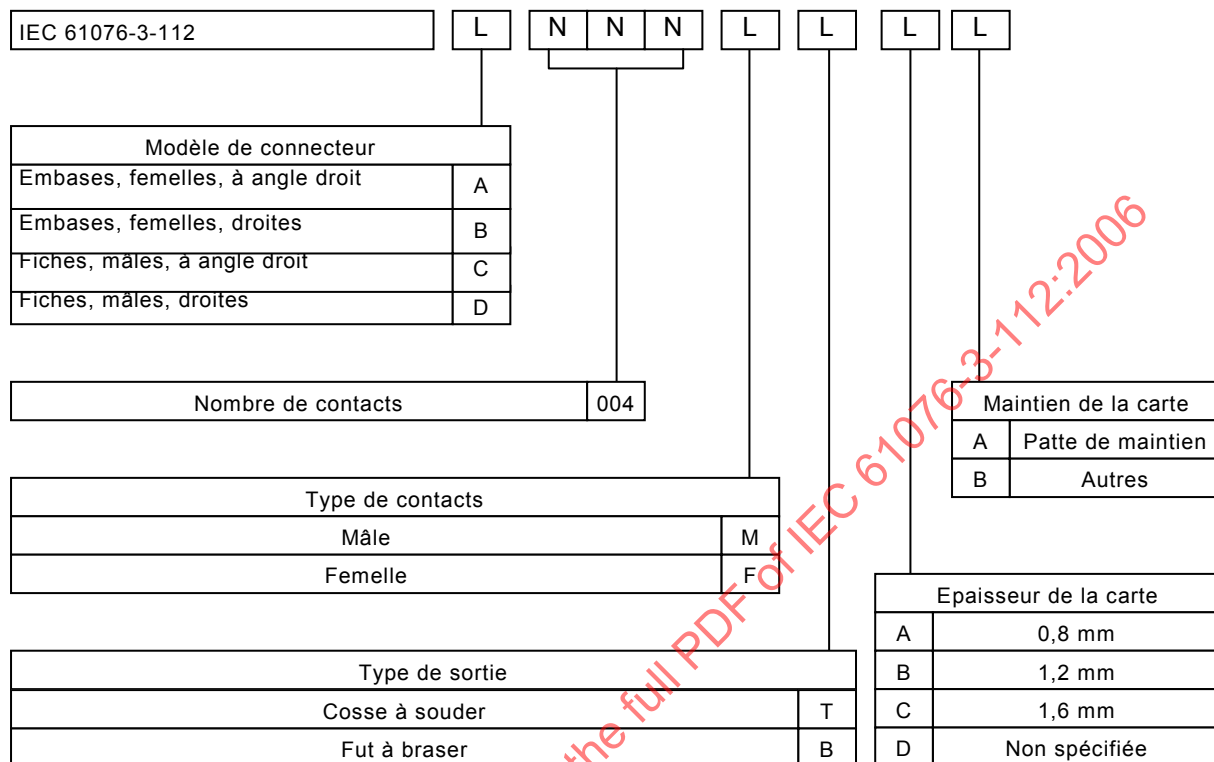 IEC 61076-3-112 L N N N L L L L
Modèle de connecteur
Embases, femelles, à angle droit A
Embases, femelles, droites B
Fiches, mâles, à angle droit C
Fiches, mâles, droites D
Nombre de contacts 004
Maintien de la carte
A Patte de maintien
B Autres
Type de contacts
Mâle M
Femelle F
Epaisseur de la carte
A 0,8 mm
B 1,2 mm
C 1,6 mm
D Non spécifiée
Type de sortie
Cosse à souder T
Fut à braser B
the full PDF of IEC 61076-3-112:2006